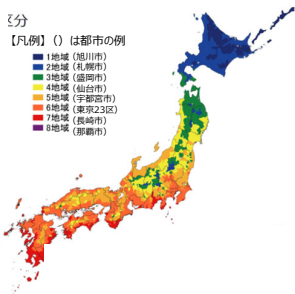 区分
【凡例】（）は都市の例
1地域（旭川市）
2地域（札幌市）
3地域（盛岡市）
4地域（仙台市）
5地域（宇都宮市）
6地域（東京23区）
7地域（長崎市）
8地域（那覇市）